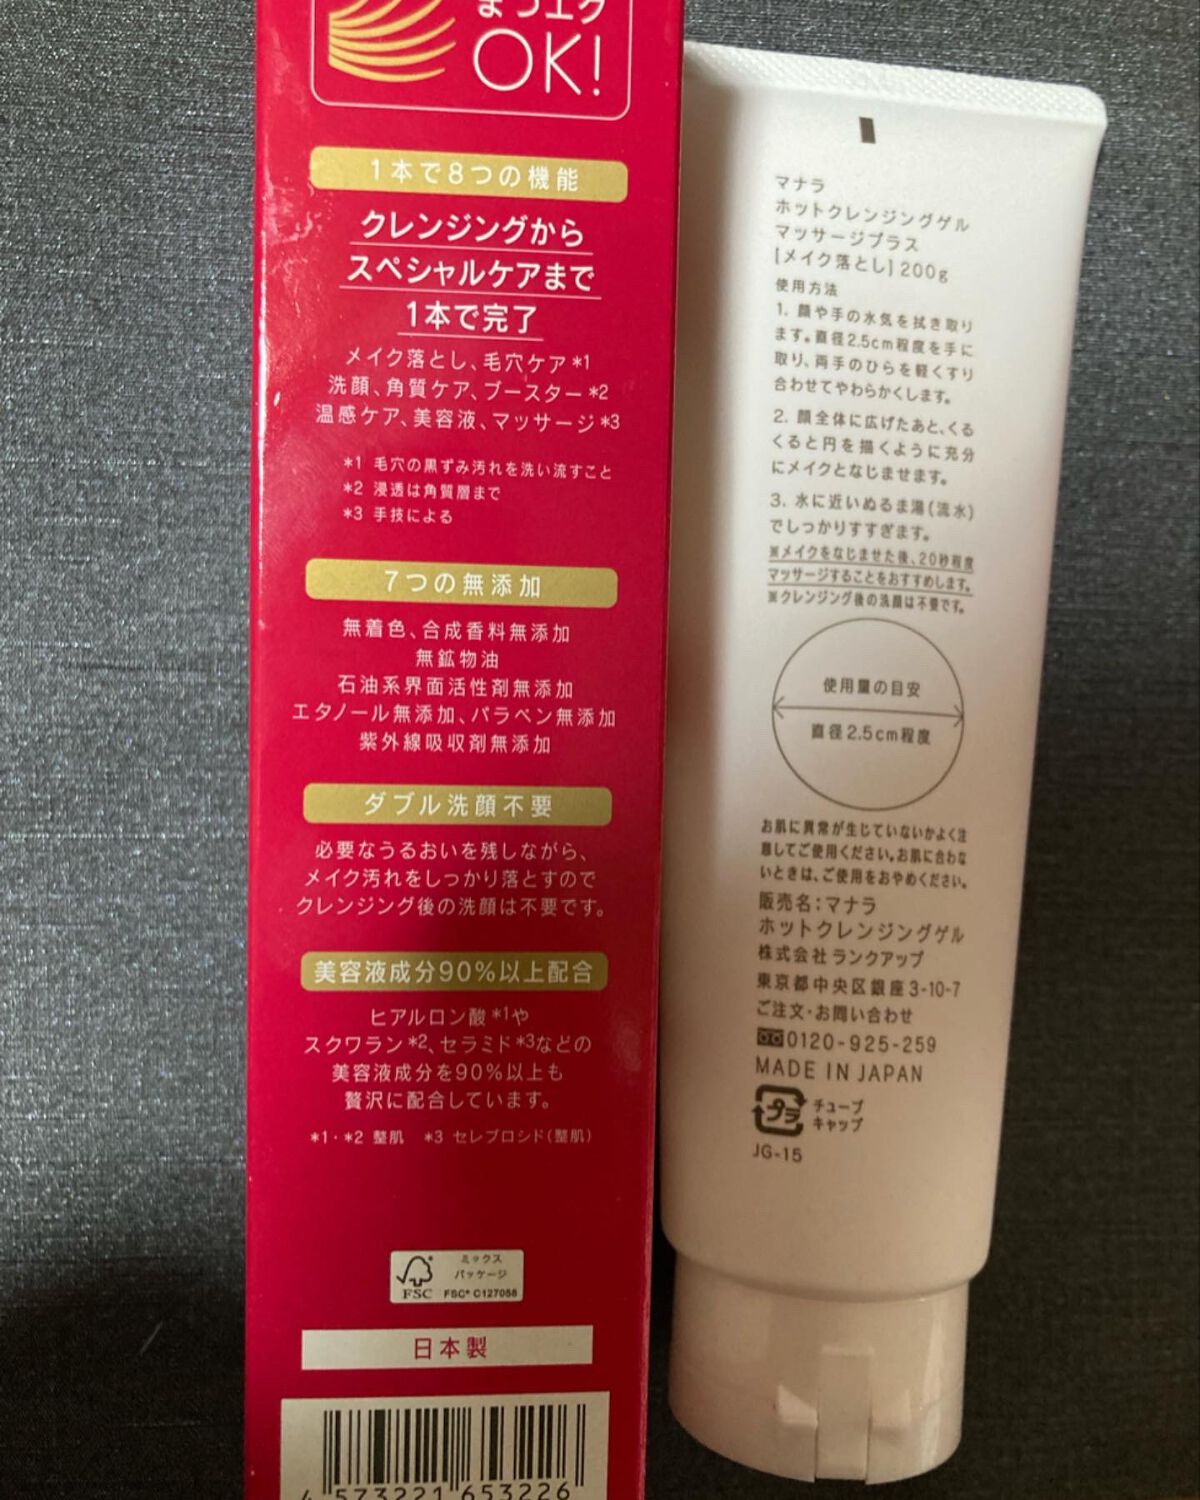 まつエク
OK!
1本で8つの機能
クレンジングから
スペシャルケアまで
1本で完了
メイク落とし、毛穴ケア*1
洗顔、角質ケア、ブースター*2
温感ケア、美容液、マッサージ*3
*1 毛穴の黒ずみ汚れを洗い流すこと
*2 浸透は角質層まで
*3 手技による
7つの無添加
無着色、合成香料無添加
無鉱物油
石油系界面活性剤無添加
エタノール無添加、パラベン無添加
紫外線吸収剤無添加
ダブル洗顔不要
必要なうるおいを残しながら、
メイク汚れをしっかり落とすので
クレンジング後の洗顔は不要です。
美容液成分90%以上配合
ヒアルロン酸*1や
スクワラン*2、セラミド*3などの
美容液成分を90%以上も
贅沢に配合しています。
*1・*2 整肌 *3 セレブロシド(整肌)
ミックス
パッケージ
FSC
FSC® C127058
日本製
4 573221 653226
マナラ
ホットクレンジングゲル
マッサージプラス
[メイク落とし] 200g
使用方法
1. 顔や手の水気を拭き取り
ます。直径2.5cm程度を手に
取り、両手のひらを軽くすり
合わせてやわらかくします。
2. 顔全体に広げたあと、くる
くると円を描くように充分
にメイクとなじませます。
3. 水に近いぬるま湯(流水)
でしっかりすすぎます。
※メイクをなじませた後、20秒程度
マッサージすることをおすすめします。
※クレンジング後の洗顔は不要です。
使用量の目安
直径2.5cm程度
お肌に異常が生じていないかよく注
意してご使用ください。お肌に合わな
いときは、ご使用をおやめください。
販売名：マナラ
ホットクレンジングゲル
株式会社ランクアップ
東京都中央区銀座3-10-7
ご注文・お問い合わせ
0120-925-259
MADE IN JAPAN
プラ
チューブ
キャップ
JG-15